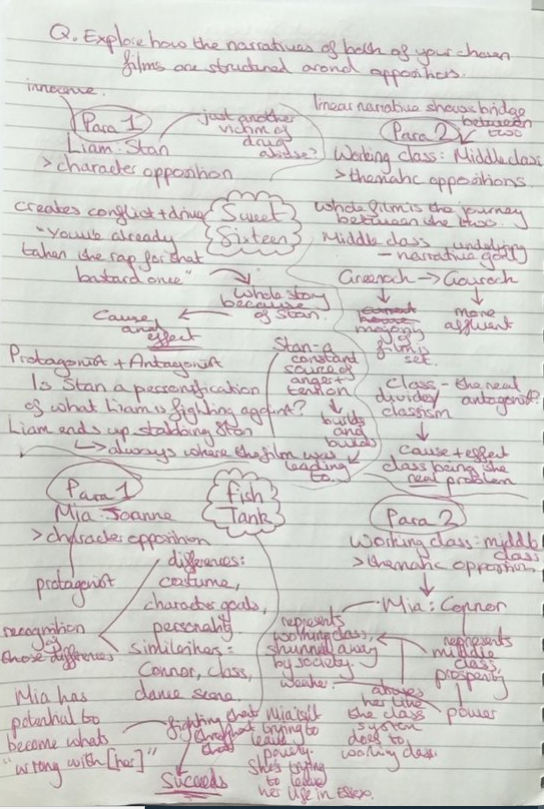 Q. Explore how the narratives of both of your chosen
films are structured around oppositions.
innocence
Para 1
Liam : Stan
> character opposition
just another
victim of
drug
abuse?
linear narrative shows bridge
between
two
Para 2
Working class : Middle class
> thematic oppositions.
Sweet
Sixteen
creates conflict + drive
"You've already
taken the rap for that
bastard once"
Whole story
because
of Stan.
Cause
and
effect
Whole film is the journey
between the two.
Middle class underlying
- narrative goal
Greenock → Gourock
majority
of
film is
set.
more
affluent
Protagonist + Antagonist
Is Stan a personification
of what Liam is fighting against?
Liam ends up stabbing Stan
↳ always where the film was
leading
to.
Stan - a
constant
source of
anger +
tension
↓
builds
and
builds
Class - the real
divider antagonist?
classism
↓
cause + effect
class being the
real problem
Fish
Tank
Para 1
Mia : Joanne
> character opposition
protagonist
differences:
costume,
character goals,
personality.
similarities:
Connor, class,
dance scene.
recognition
of
those differences
Mia has
potential to
become what's
"wrong with [her]"
fighting that
throughout
Succeeds
Mia isn't
trying to
leave
poverty.
She's trying
to leave
her life in Essex.
Para 2
Working class : middle
class
> thematic opposition
Mia : Connor
represents
working class,
shunned away
by society.
weaker
represents
middle
class,
prosperity
power
abuses
her like
the class
system
does to
working class.